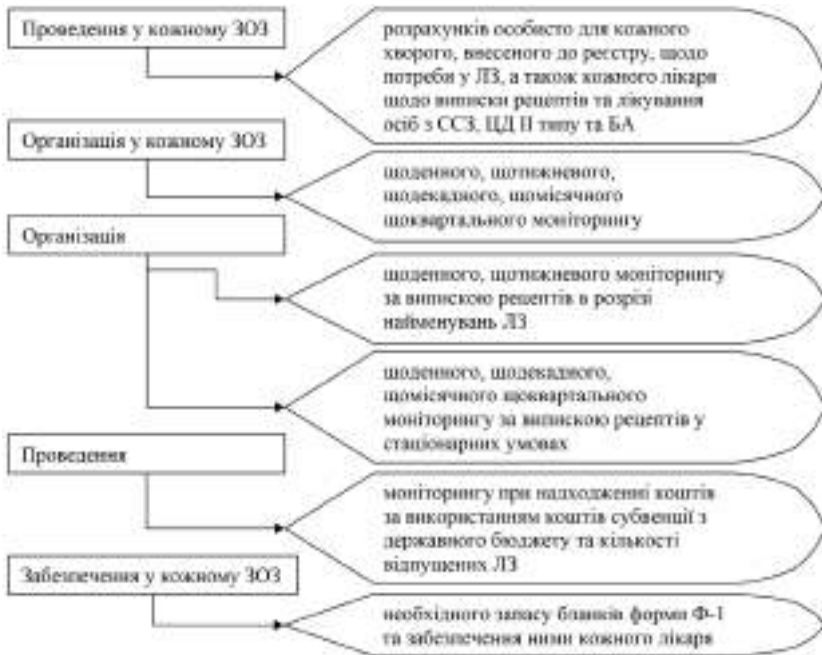 Проведення у кожному ЗОЗ
розрахунків особисто для кожного
хворого, внесеного до реєстру, щодо
потреби у ЛЗ, а також кожного лікаря
щодо виписки рецептів та лікування
осіб з ССЗ, ЦД ІІ типу та БА
Організація у кожному ЗОЗ
щоденного, щотижневого,
щодекадного, щомісячного
щоквартального моніторингу
Організація
щоденного, щотижневого моніторингу
за випискою рецептів в розрізі
найменувань ЛЗ
щоденного, щодекадного,
щомісячного щоквартального
моніторингу за випискою рецептів у
стаціонарних умовах
Проведення
моніторингу при надходженні коштів
за використанням коштів субвенції з
державного бюджету та кількості
відпущених ЛЗ
Забезпечення у кожному ЗОЗ
необхідного запасу бланків форми Ф-1
та забезпечення ними кожного лікаря